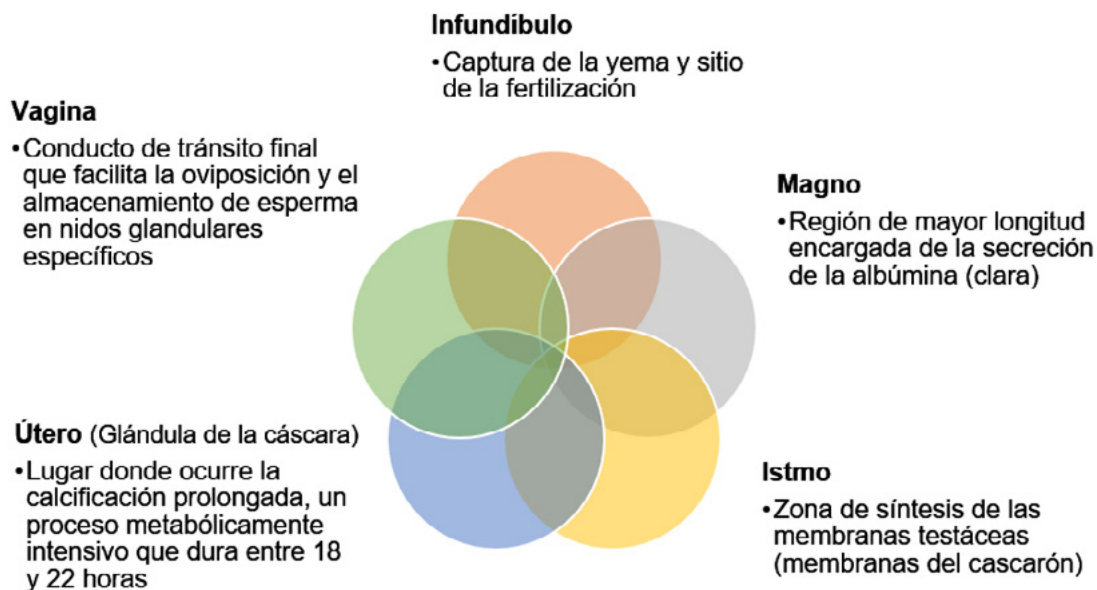 Infundíbulo
•Captura de la yema y sitio
de la fertilización
Magno
•Región de mayor longitud
encargada de la secreción
de la albúmina (clara)
Istmo
•Zona de síntesis de las
membranas testáceas
(membranas del cascarón)
Útero (Glándula de la cáscara)
•Lugar donde ocurre la
calcificación prolongada, un
proceso metabólicamente
intensivo que dura entre 18
y 22 horas
Vagina
•Conducto de tránsito final
que facilita la oviposición y el
almacenamiento de esperma
en nidos glandulares
específicos